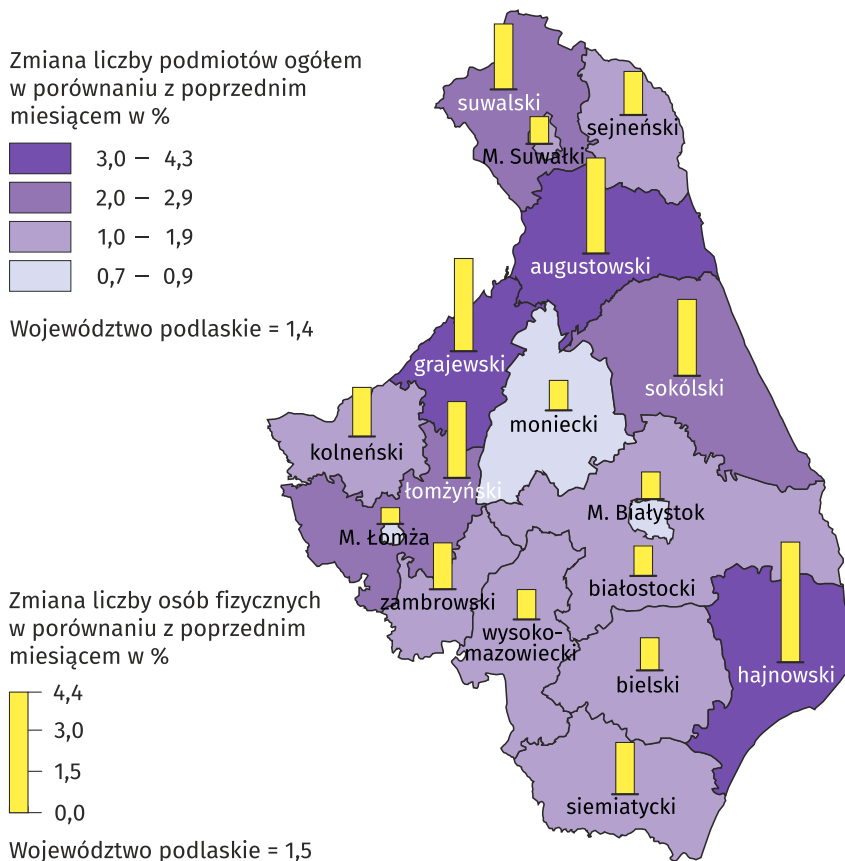 Zmiana liczby podmiotów ogółem
w porównaniu z poprzednim
miesiącem w %
3,0 – 4,3
2,0 – 2,9
1,0 – 1,9
0,7 – 0,9
Województwo podlaskie = 1,4
suwalski
sejneński
M. Suwałki
augustowski
grajewski
sokólski
moniecki
kolneński
łomżyński
M. Białystok
M. Łomża
białostocki
zambrowski
wysoko-
mazowiecki
bielski
hajnowski
siemiatycki
Zmiana liczby osób fizycznych
w porównaniu z poprzednim
miesiącem w %
4,4
3,0
1,5
0,0
Województwo podlaskie = 1,5